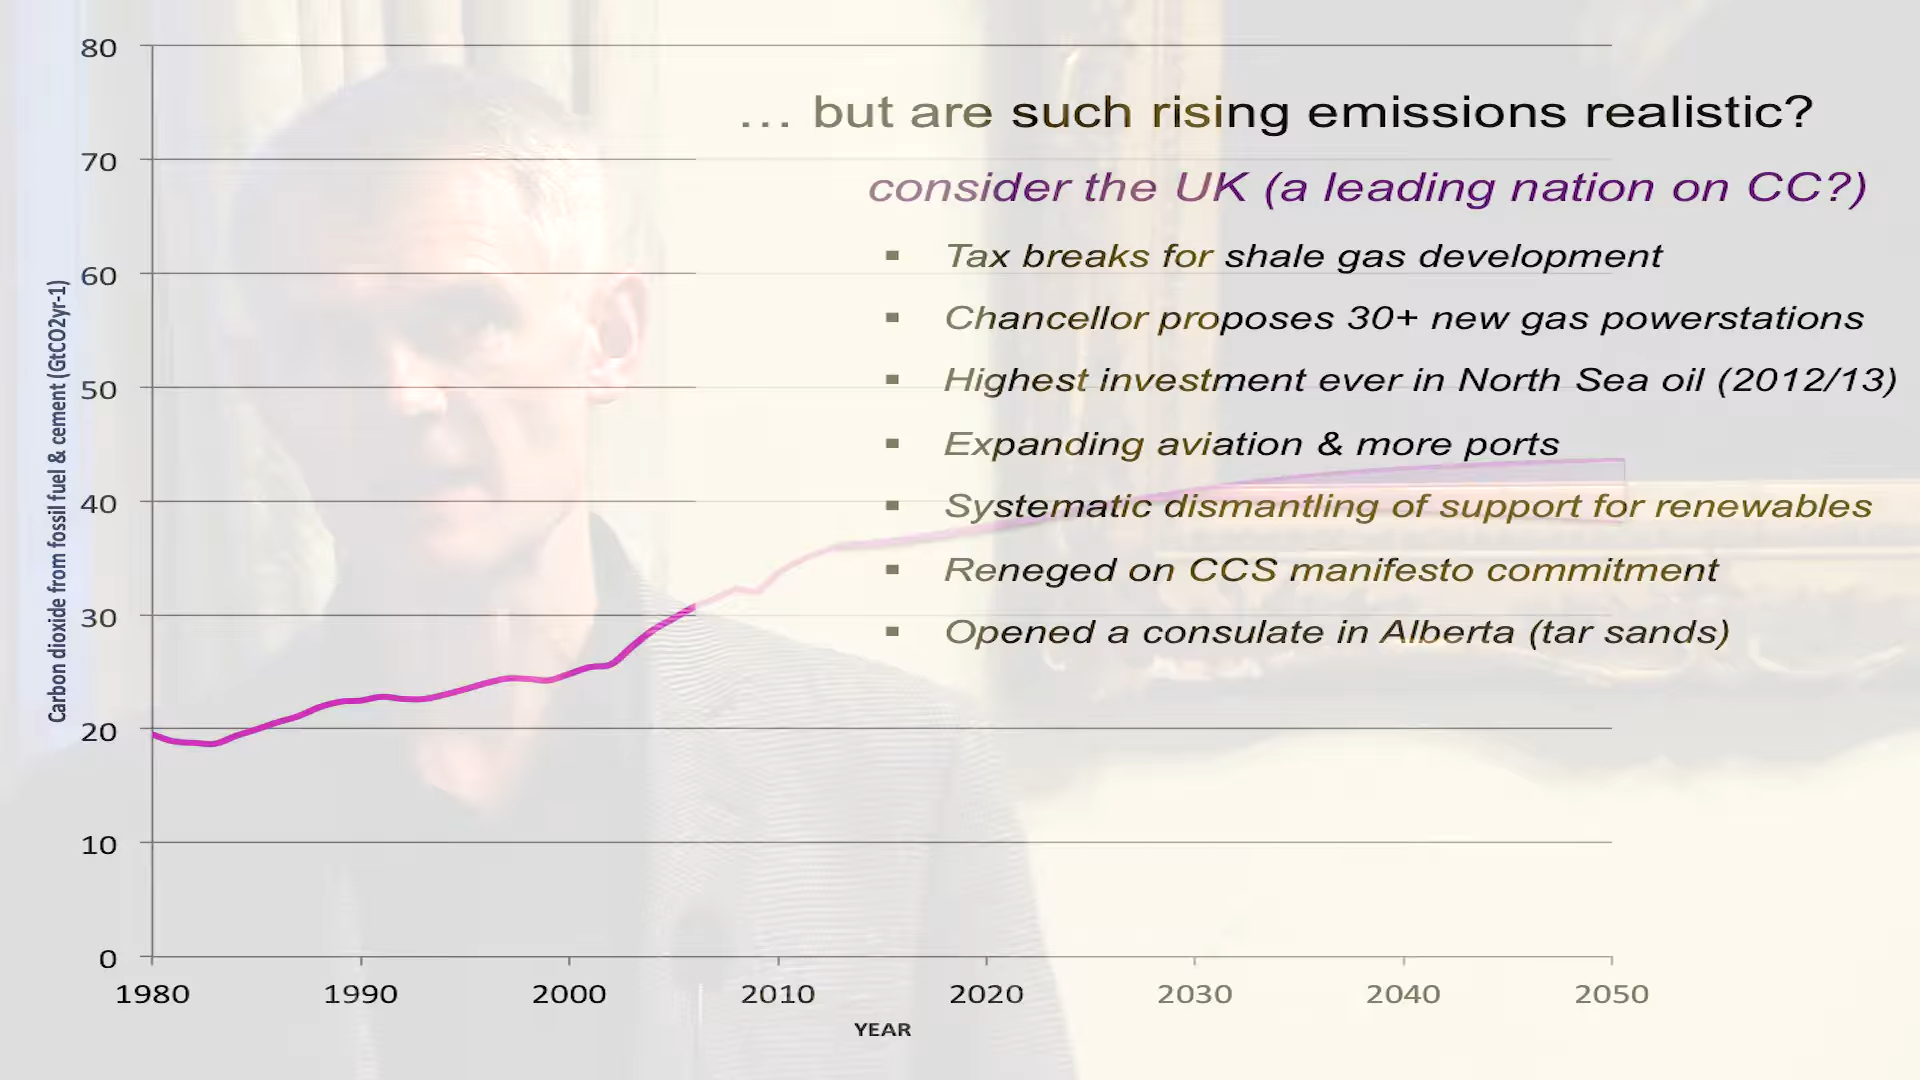 … but are such rising emissions realistic?
consider the UK (a leading nation on CC?)
▪ Tax breaks for shale gas development
▪ Chancellor proposes 30+ new gas powerstations
▪ Highest investment ever in North Sea oil (2012/13)
▪ Expanding aviation & more ports
▪ Systematic dismantling of support for renewables
▪ Reneged on CCS manifesto commitment
▪ Opened a consulate in Alberta (tar sands)
Carbon dioxide from fossil fuel & cement (GtCO2yr-1)
80
70
60
50
40
30
20
10
0
1980 1990 2000 2010 2020 2030 2040 2050
YEAR